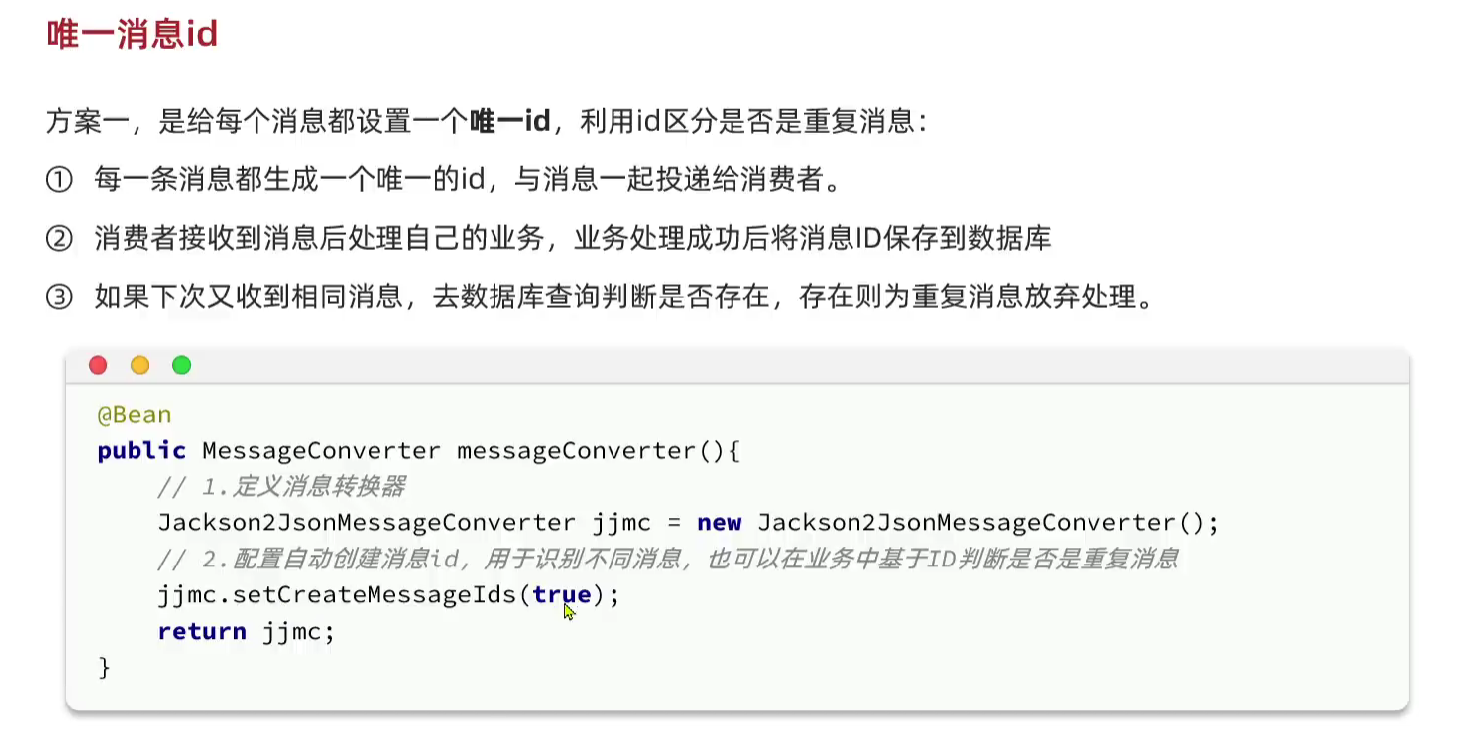 唯一消息id
方案一，是给每个消息都设置一个唯一id，利用id区分是否是重复消息：
① 每一条消息都生成一个唯一的id，与消息一起投递给消费者。
② 消费者接收到消息后处理自己的业务，业务处理成功后将消息ID保存到数据库
③ 如果下次又收到相同消息，去数据库查询判断是否存在，存在则为重复消息放弃处理。
@Bean
public MessageConverter messageConverter(){
    // 1.定义消息转换器
    Jackson2JsonMessageConverter jjmc = new Jackson2JsonMessageConverter();
    // 2.配置自动创建消息id，用于识别不同消息，也可以在业务中基于ID判断是否是重复消息
    jjmc.setCreateMessageIds(true);
    return jjmc;
}